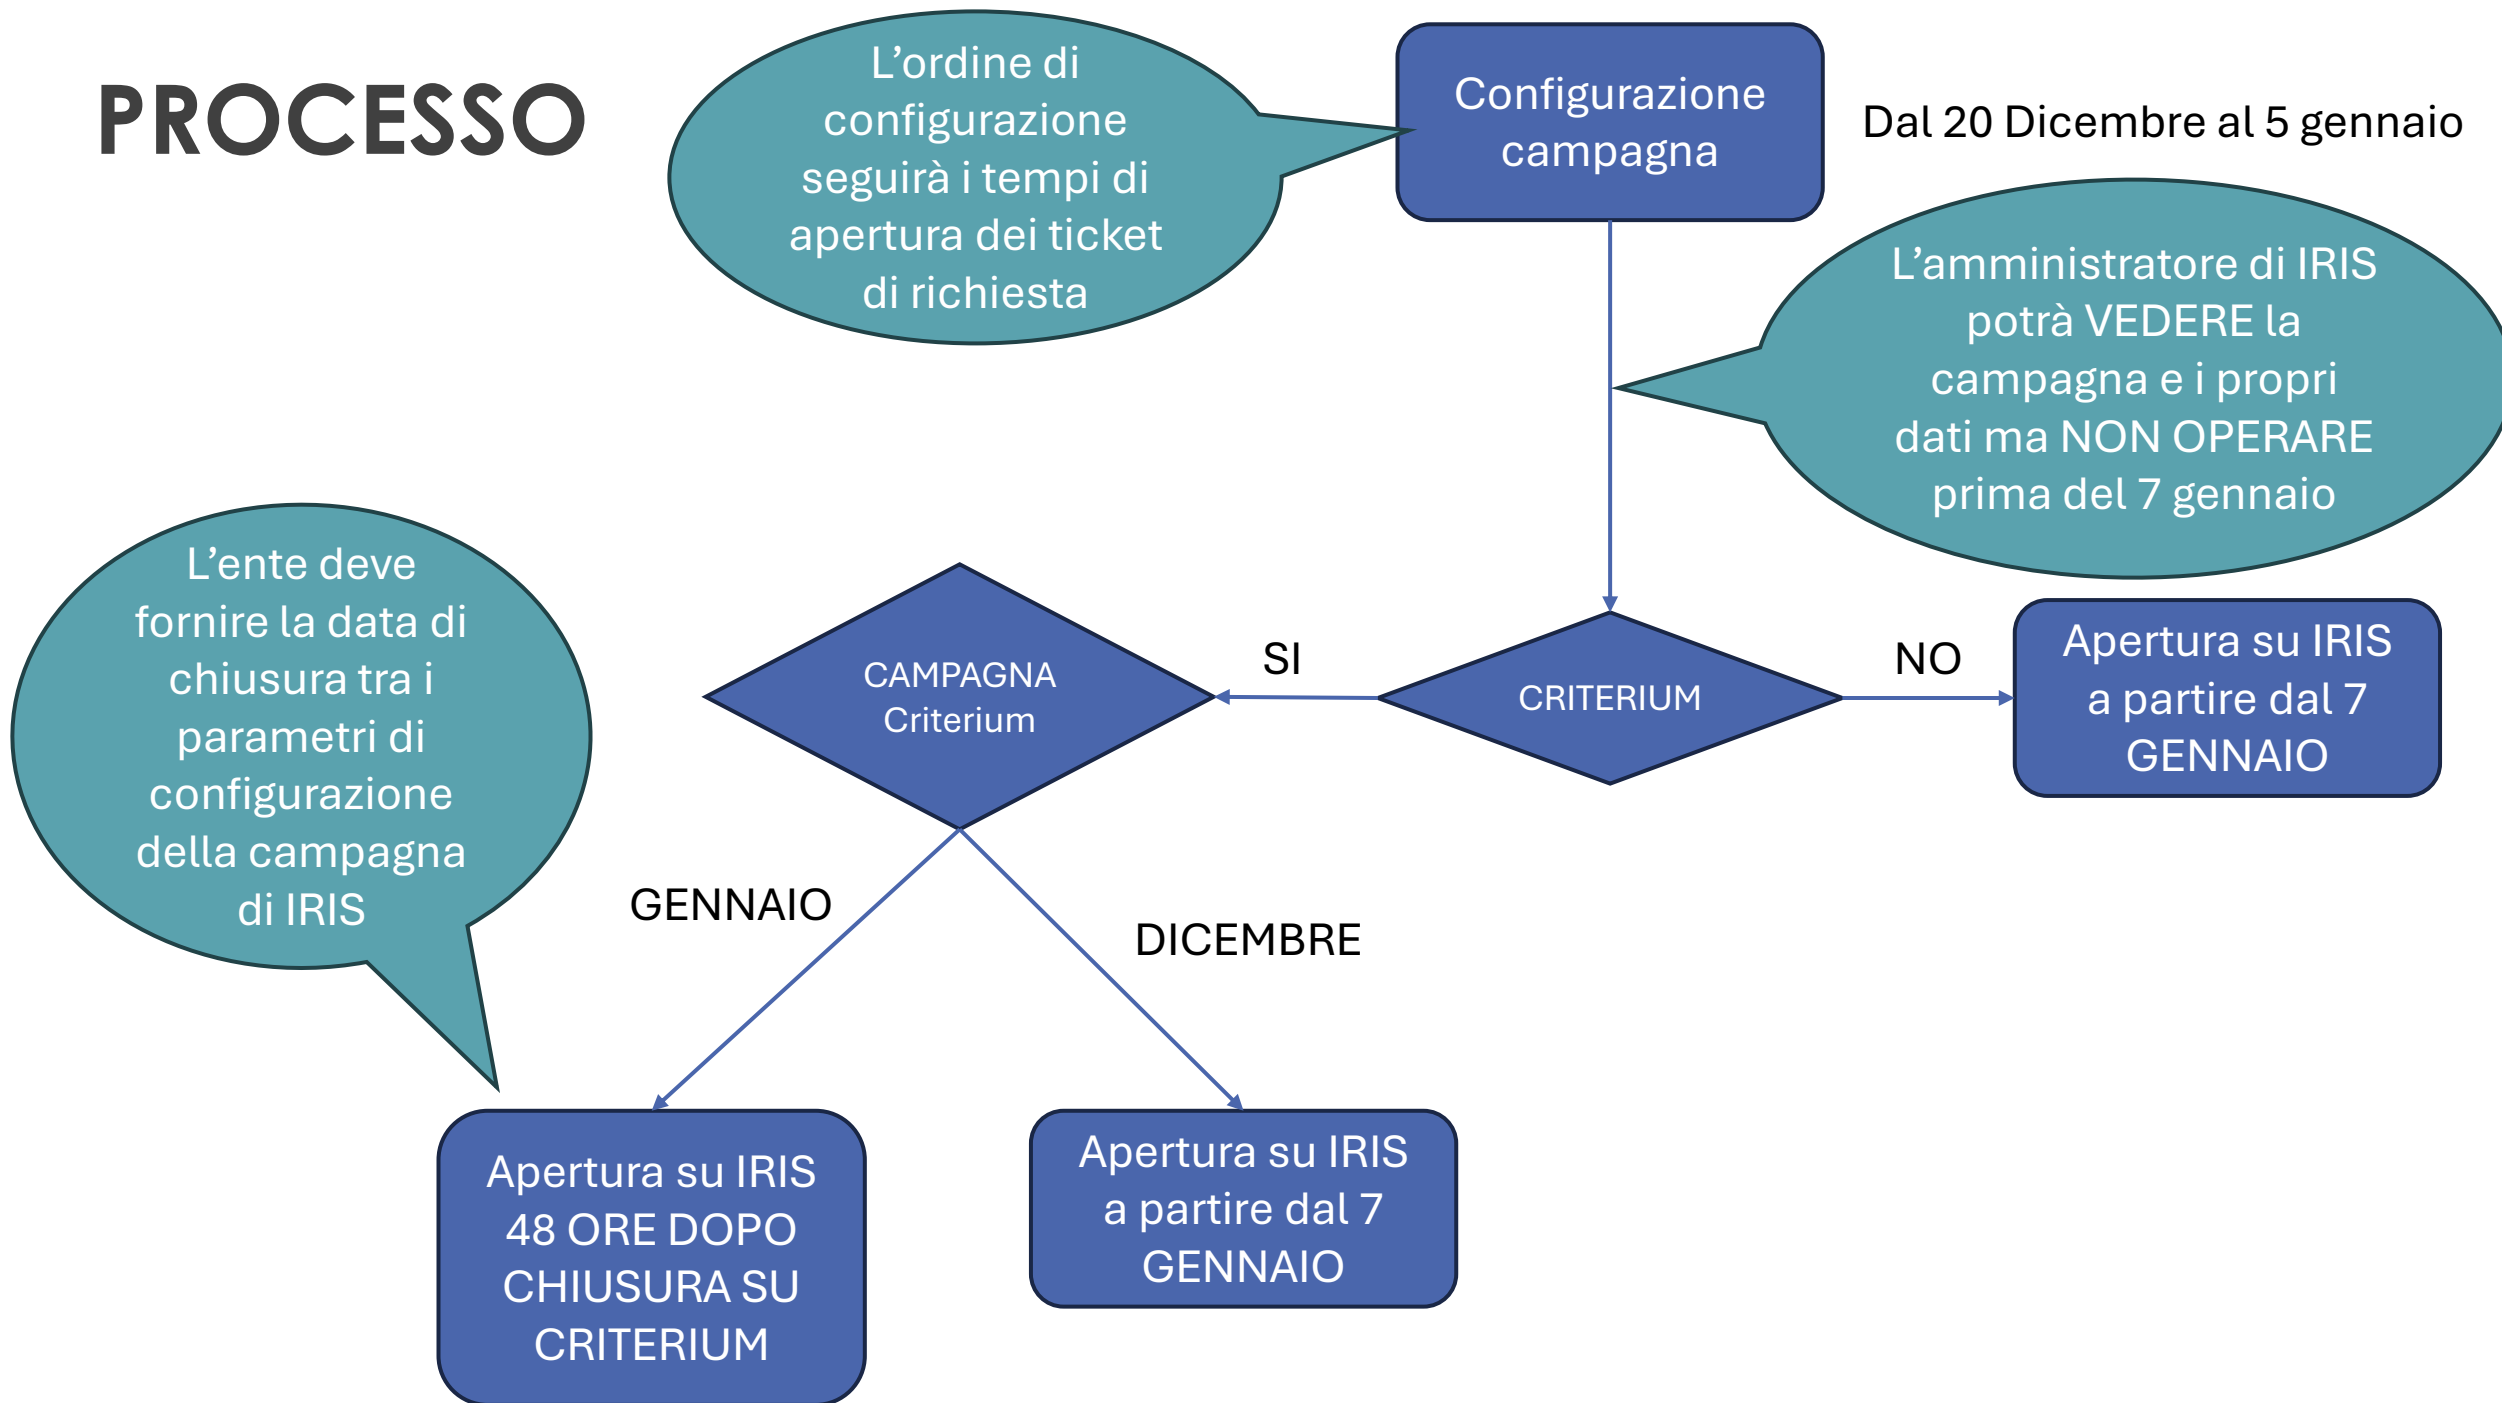 PROCESSO
L’ordine di
configurazione
seguirà i tempi di
apertura dei ticket
di richiesta
Configurazione
campagna
Dal 20 Dicembre al 5 gennaio
L’amministratore di IRIS
potrà VEDERE la
campagna e i propri
dati ma NON OPERARE
prima del 7 gennaio
L’ente deve
fornire la data di
chiusura tra i
parametri di
configurazione
della campagna
di IRIS
CAMPAGNA
Criterium
SI
CRITERIUM
NO
Apertura su IRIS
a partire dal 7
GENNAIO
GENNAIO
DICEMBRE
Apertura su IRIS
48 ORE DOPO
CHIUSURA SU
CRITERIUM
Apertura su IRIS
a partire dal 7
GENNAIO